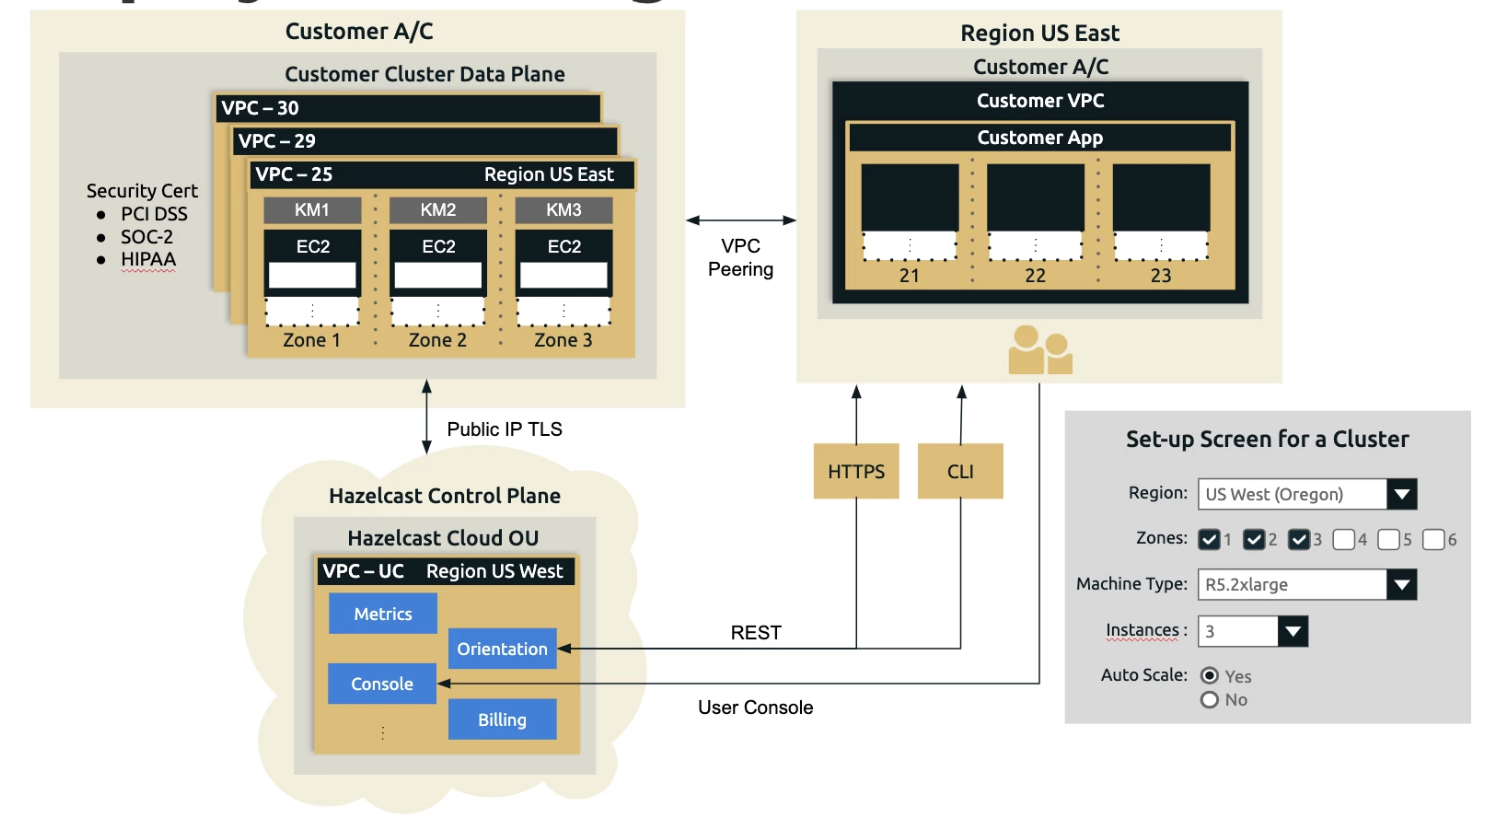 Customer A/C
Customer Cluster Data Plane
VPC – 30
VPC – 29
VPC – 25 Region US East
Security Cert
● PCI DSS
● SOC-2
● HIPAA
KM1 KM2 KM3
EC2 EC2 EC2
Zone 1 Zone 2 Zone 3
VPC
Peering
Region US East
Customer A/C
Customer VPC
Customer App
21 22 23
Public IP TLS
HTTPS CLI
Hazelcast Control Plane
Hazelcast Cloud OU
VPC – UC Region US West
Metrics
Orientation
Console
Billing
REST
User Console
Set-up Screen for a Cluster
Region: US West (Oregon)
Zones: 1 2 3 4 5 6
Machine Type: R5.2xlarge
Instances : 3
Auto Scale: Yes
No